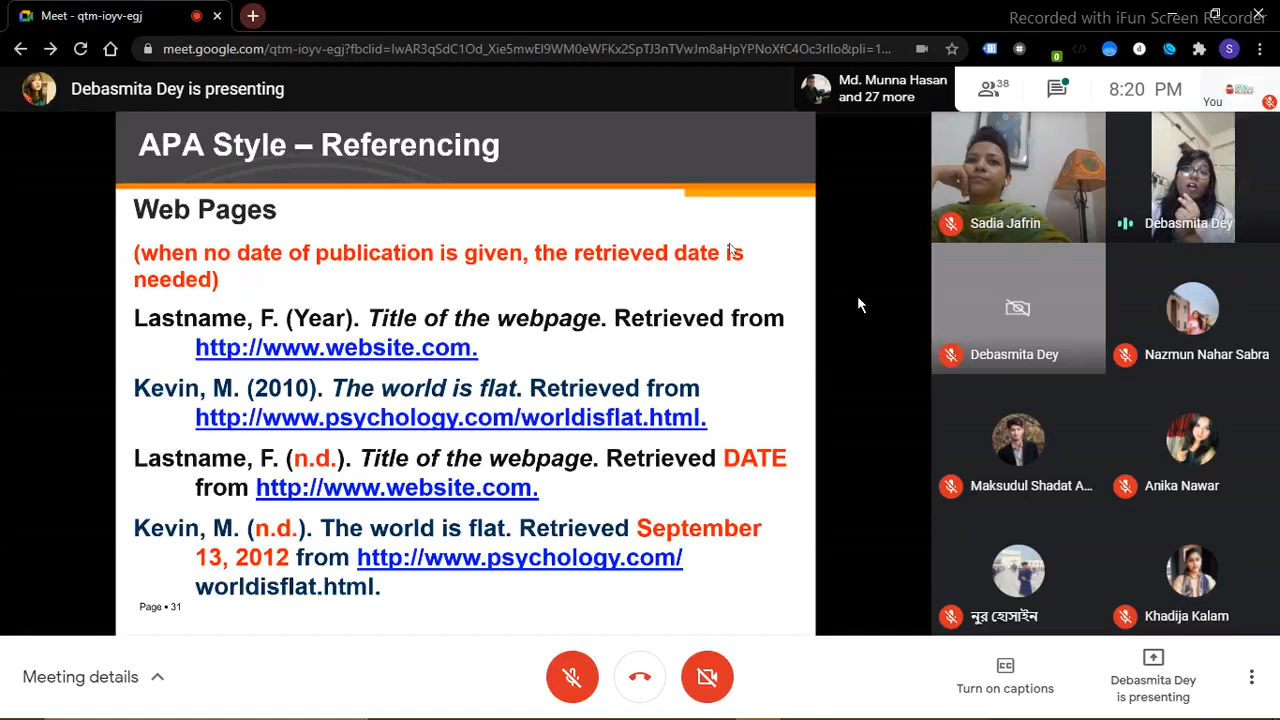 Meet - qtm-ioyv-egj
Recorded with iFun Screen Recorder
meet.google.com/qtm-ioyv-egj?fbclid=IwAR3qSdC1Od_Xie5mwEI9WM0eWFKx2SpTJ3nTVwJm8aHpYPNoXfC4Oc3rIIo&pli=1...
0
S
Debasmita Dey is presenting
Md. Munna Hasan
and 27 more
38
8:20 PM
You
APA Style – Referencing
Web Pages
(when no date of publication is given, the retrieved date is
needed)
Lastname, F. (Year). Title of the webpage. Retrieved from
http://www.website.com.
Kevin, M. (2010). The world is flat. Retrieved from
http://www.psychology.com/worldisflat.html.
Lastname, F. (n.d.). Title of the webpage. Retrieved DATE
from http://www.website.com.
Kevin, M. (n.d.). The world is flat. Retrieved September
13, 2012 from http://www.psychology.com/
worldisflat.html.
Page ▪ 31
Sadia Jafrin
Debasmita Dey
Debasmita Dey
Nazmun Nahar Sabra
Maksudul Shadat A...
Anika Nawar
নুর হোসাইন
Khadija Kalam
Meeting details
CC
Turn on captions
Debasmita Dey
is presenting